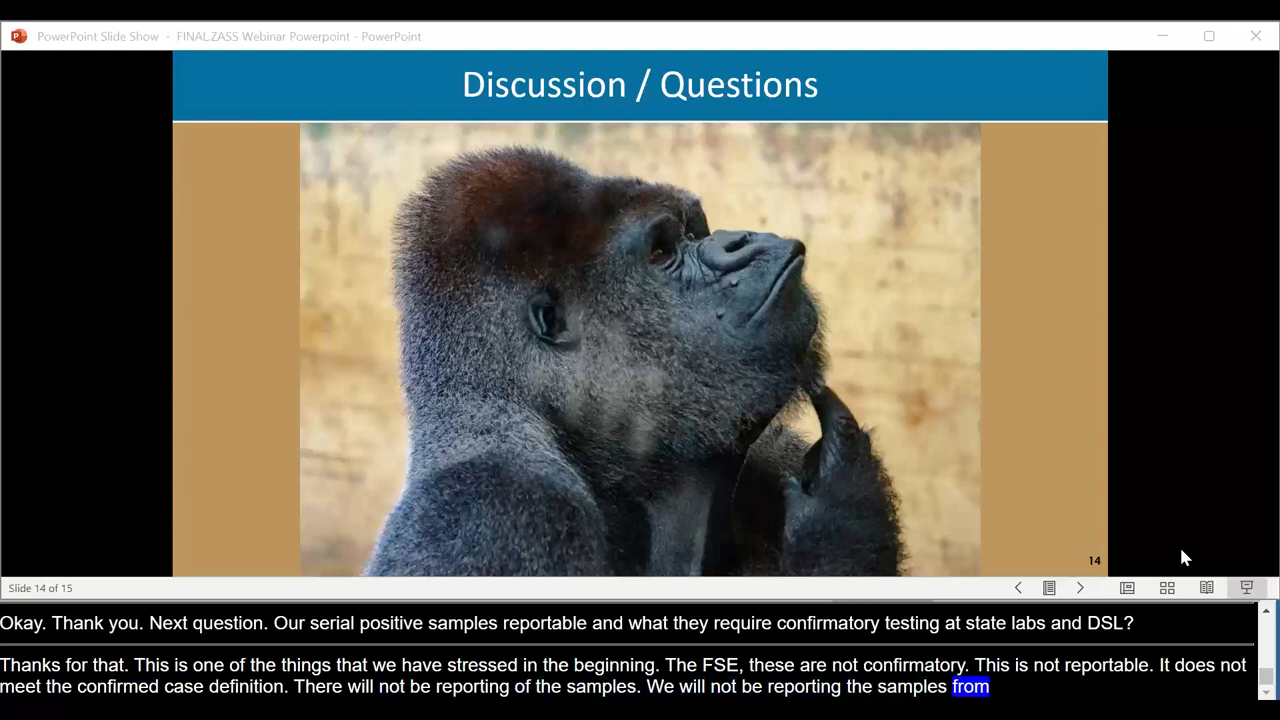 PowerPoint Slide Show - FINAL.ZASS Webinar Powerpoint - PowerPoint
Discussion / Questions
14
Slide 14 of 15
Okay. Thank you. Next question. Our serial positive samples reportable and what they require confirmatory testing at state labs and DSL?
Thanks for that. This is one of the things that we have stressed in the beginning. The FSE, these are not confirmatory. This is not reportable. It does not
meet the confirmed case definition. There will not be reporting of the samples. We will not be reporting the samples from